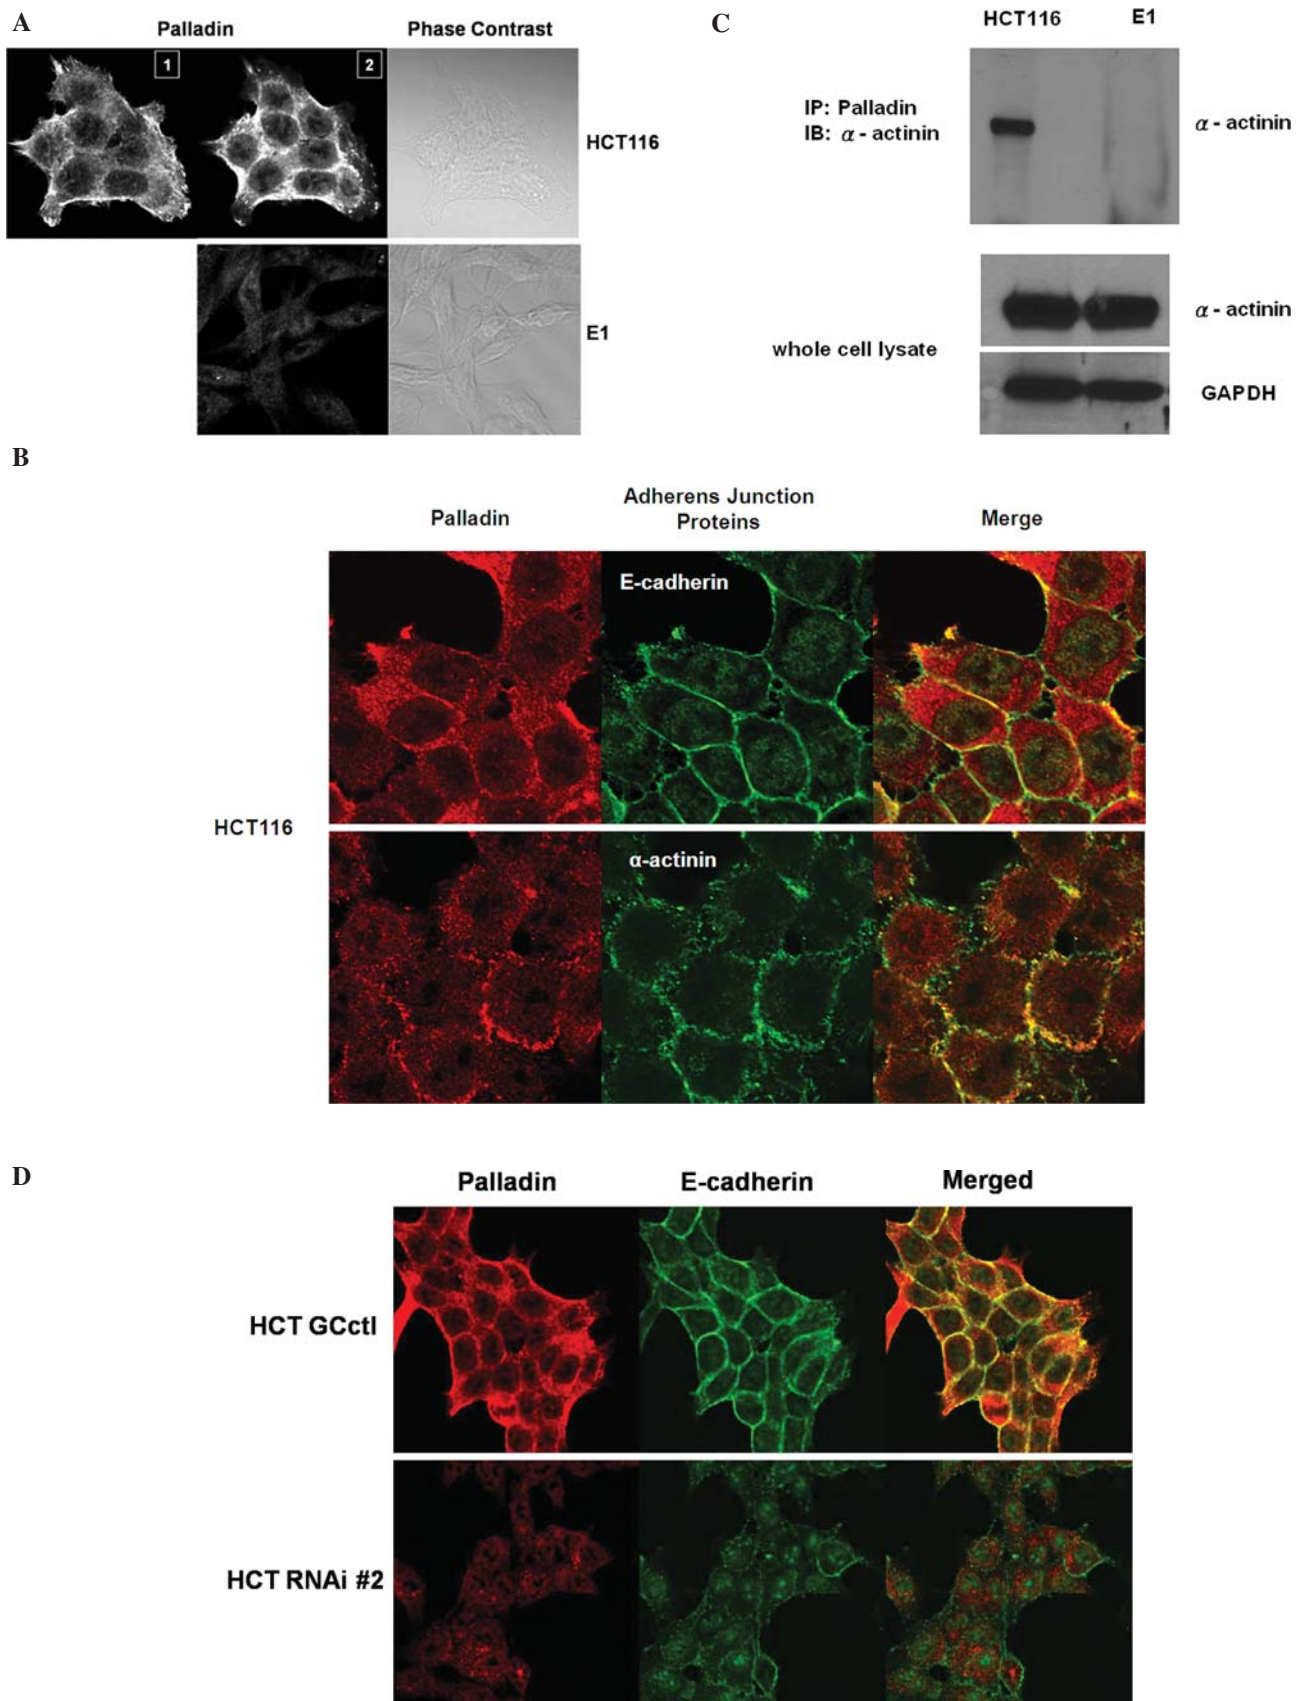 A
Palladin
Phase Contrast
1
2
HCT116
E1
C
HCT116
E1
IP: Palladin
IB: α - actinin
α - actinin
α - actinin
whole cell lysate
GAPDH
B
Palladin
Adherens Junction
Proteins
Merge
E-cadherin
HCT116
α-actinin
D
Palladin
E-cadherin
Merged
HCT GCctl
HCT RNAi #2